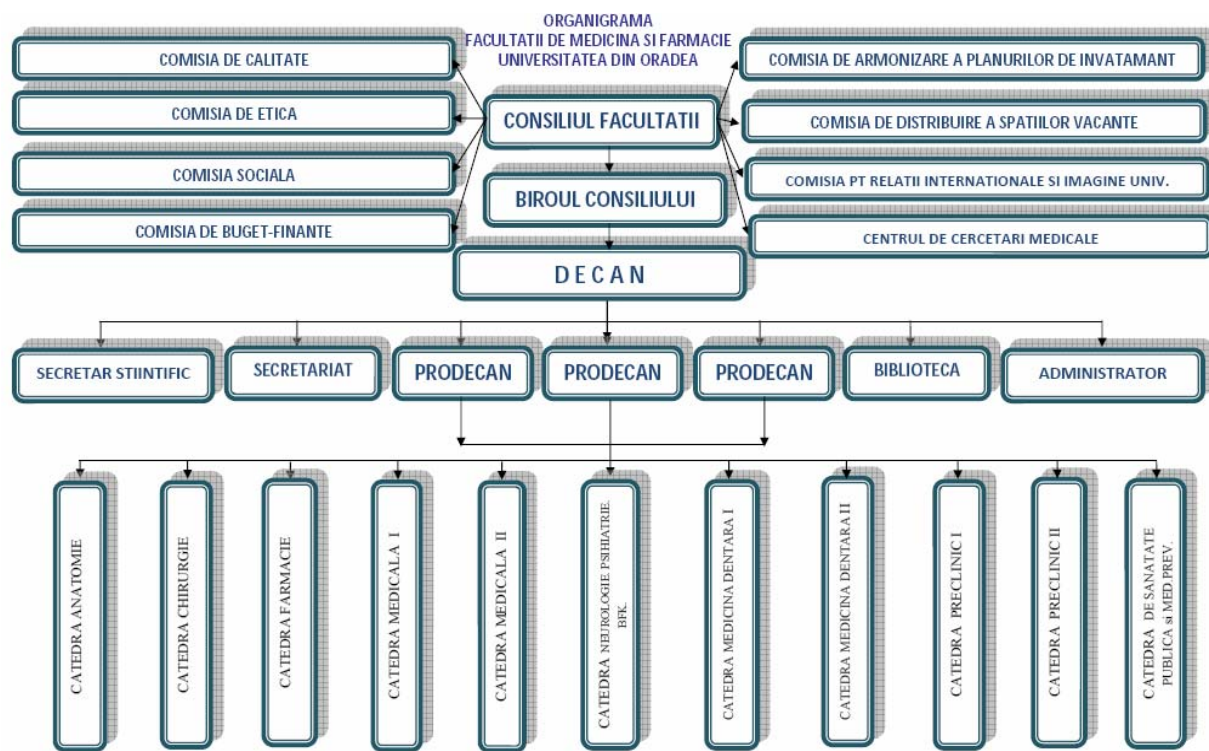 ORGANIGRAMA
FACULTATII DE MEDICINA SI FARMACIE
UNIVERSITATEA DIN ORADEA
COMISIA DE CALITATE
COMISIA DE ETICA
COMISIA SOCIALA
COMISIA DE BUGET-FINANTE
CONSILIUL FACULTATII
BIROUL CONSILIULUI
D E C A N
COMISIA DE ARMONIZARE A PLANURILOR DE INVATAMANT
COMISIA DE DISTRIBUIRE A SPATIILOR VACANTE
COMISIA PT RELATII INTERNATIONALE SI IMAGINE UNIV.
CENTRUL DE CERCETARI MEDICALE
SECRETAR STIINTIFIC
SECRETARIAT
PRODECAN
PRODECAN
PRODECAN
BIBLIOTECA
ADMINISTRATOR
CATEDRA ANATOMIE
CATEDRA CHIRURGIE
CATEDRA FARMACIE
CATEDRA MEDICALA I
CATEDRA MEDICALA II
CATEDRA NEUROLOGIE PSIHIATRIE.
BFK.
CATEDRA MEDICINA DENTARA I
CATEDRA MEDICINA DENTARA II
CATEDRA PRECLINIC I
CATEDRA PRECLINIC II
CATEDRA DE SANATATE
PUBLICA si MED.PREV.